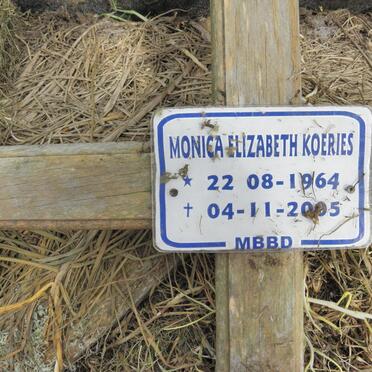 MONICA ELIZABETH KOERIES
* 22 08-1964
† 04-11-2005
MBBD